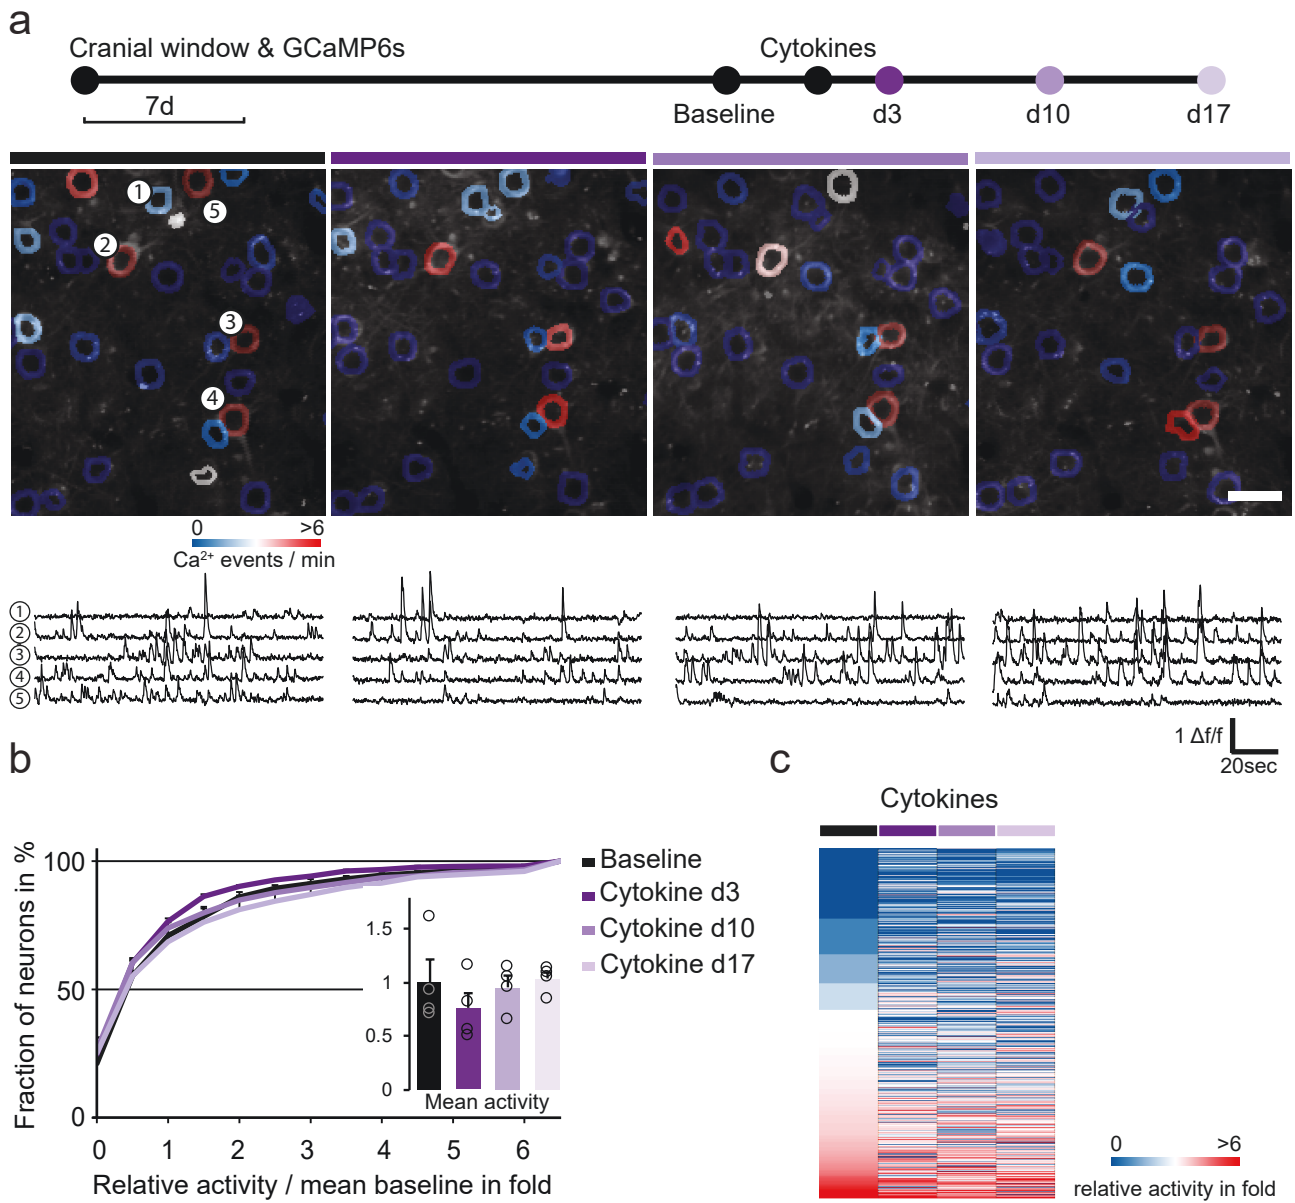 a
Cranial window & GCaMP6s
Cytokines
7d
Baseline
d3
d10
d17
1
5
2
3
4
0 >6
Ca²⁺ events / min
1
2
3
4
5
1 Δf/f
20sec
b
Fraction of neurons in %
100
50
0
0 1 2 3 4 5 6
Relative activity / mean baseline in fold
1.5
1
0.5
0
Mean activity
Baseline
Cytokine d3
Cytokine d10
Cytokine d17
c
Cytokines
0 >6
relative activity in fold